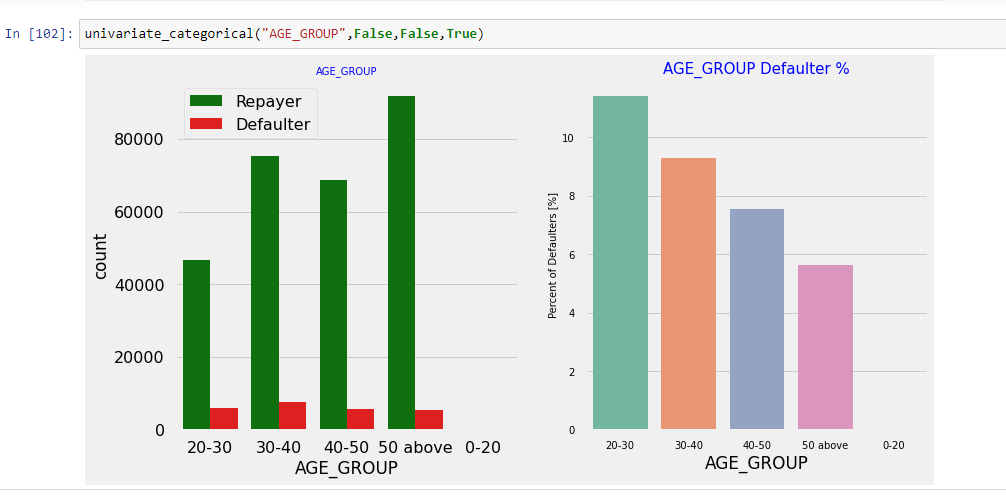 In [102]: univariate_categorical("AGE_GROUP",False,False,True)
AGE_GROUP
Repayer
Defaulter
80000
60000
40000
20000
0
count
20-30 30-40 40-50 50 above 0-20
AGE_GROUP
AGE_GROUP Defaulter %
10
8
6
4
2
0
Percent of Defaulters [%]
20-30 30-40 40-50 50 above 0-20
AGE_GROUP